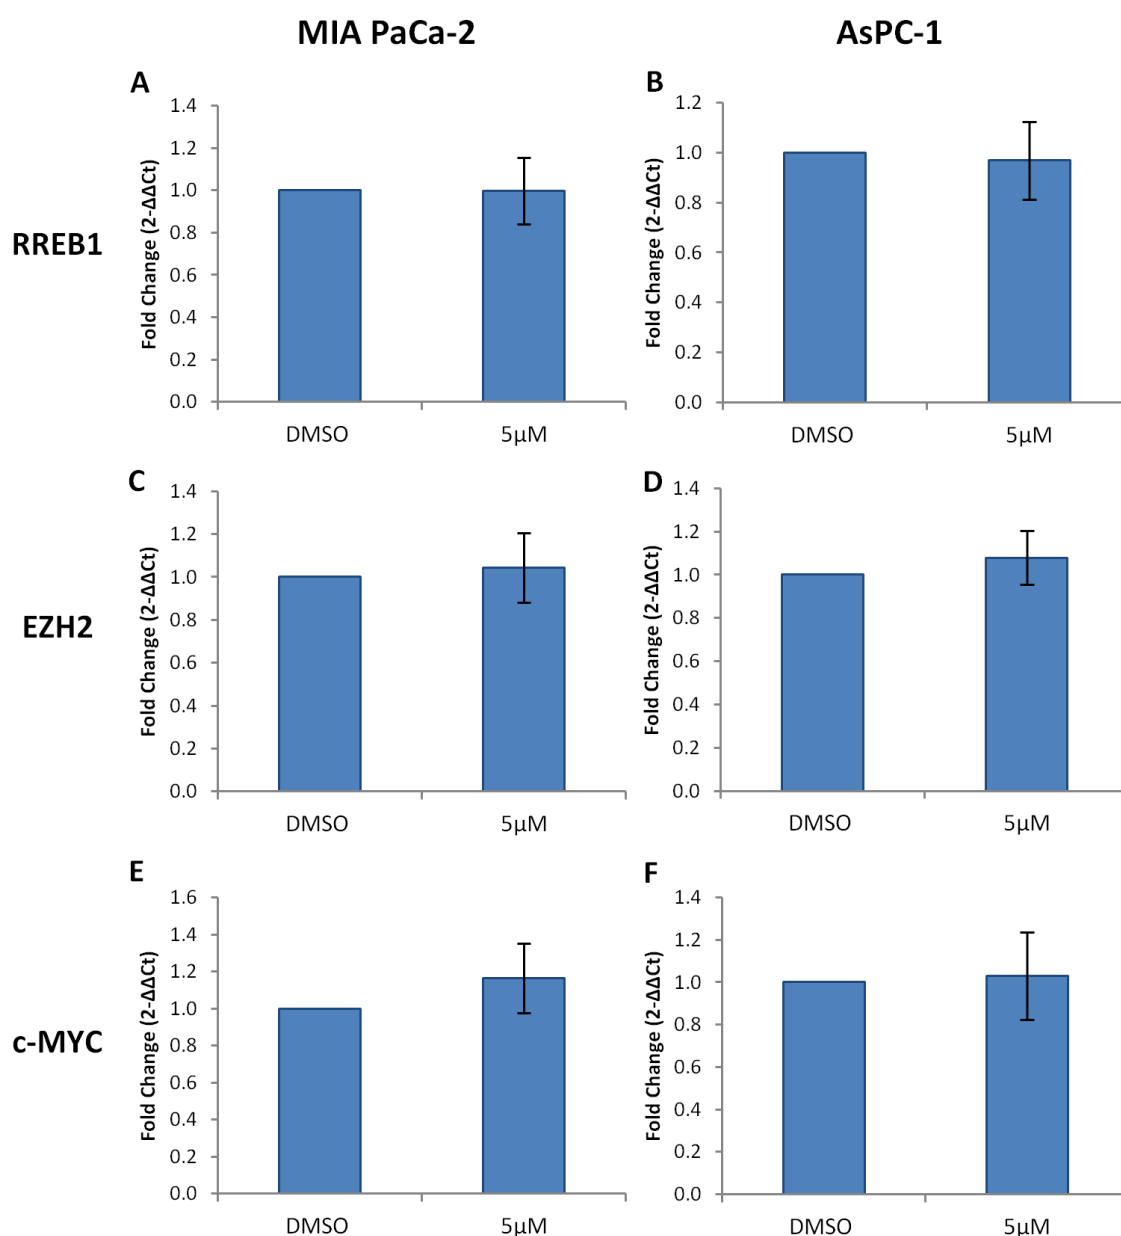 MIA PaCa-2
AsPC-1
RREB1
A
Fold Change (2-ΔΔCt)
1.4
1.2
1.0
0.8
0.6
0.4
0.2
0.0
DMSO
5µM
B
Fold Change (2-ΔΔCt)
1.2
1.0
0.8
0.6
0.4
0.2
0.0
DMSO
5µM
EZH2
C
Fold Change (2-ΔΔCt)
1.4
1.2
1.0
0.8
0.6
0.4
0.2
0.0
DMSO
5µM
D
Fold Change (2-ΔΔCt)
1.4
1.2
1.0
0.8
0.6
0.4
0.2
0.0
DMSO
5µM
c-MYC
E
Fold Change (2-ΔΔCt)
1.6
1.4
1.2
1.0
0.8
0.6
0.4
0.2
0.0
DMSO
5µM
F
Fold Change (2-ΔΔCt)
1.4
1.2
1.0
0.8
0.6
0.4
0.2
0.0
DMSO
5µM